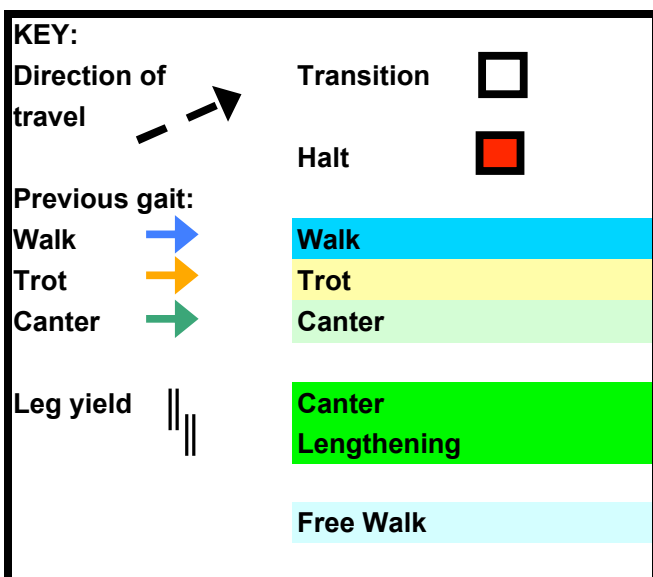 KEY:
Direction of
travel
Transition
Halt
Previous gait:
Walk
Walk
Trot
Trot
Canter
Canter
Leg yield
Canter
Lengthening
Free Walk